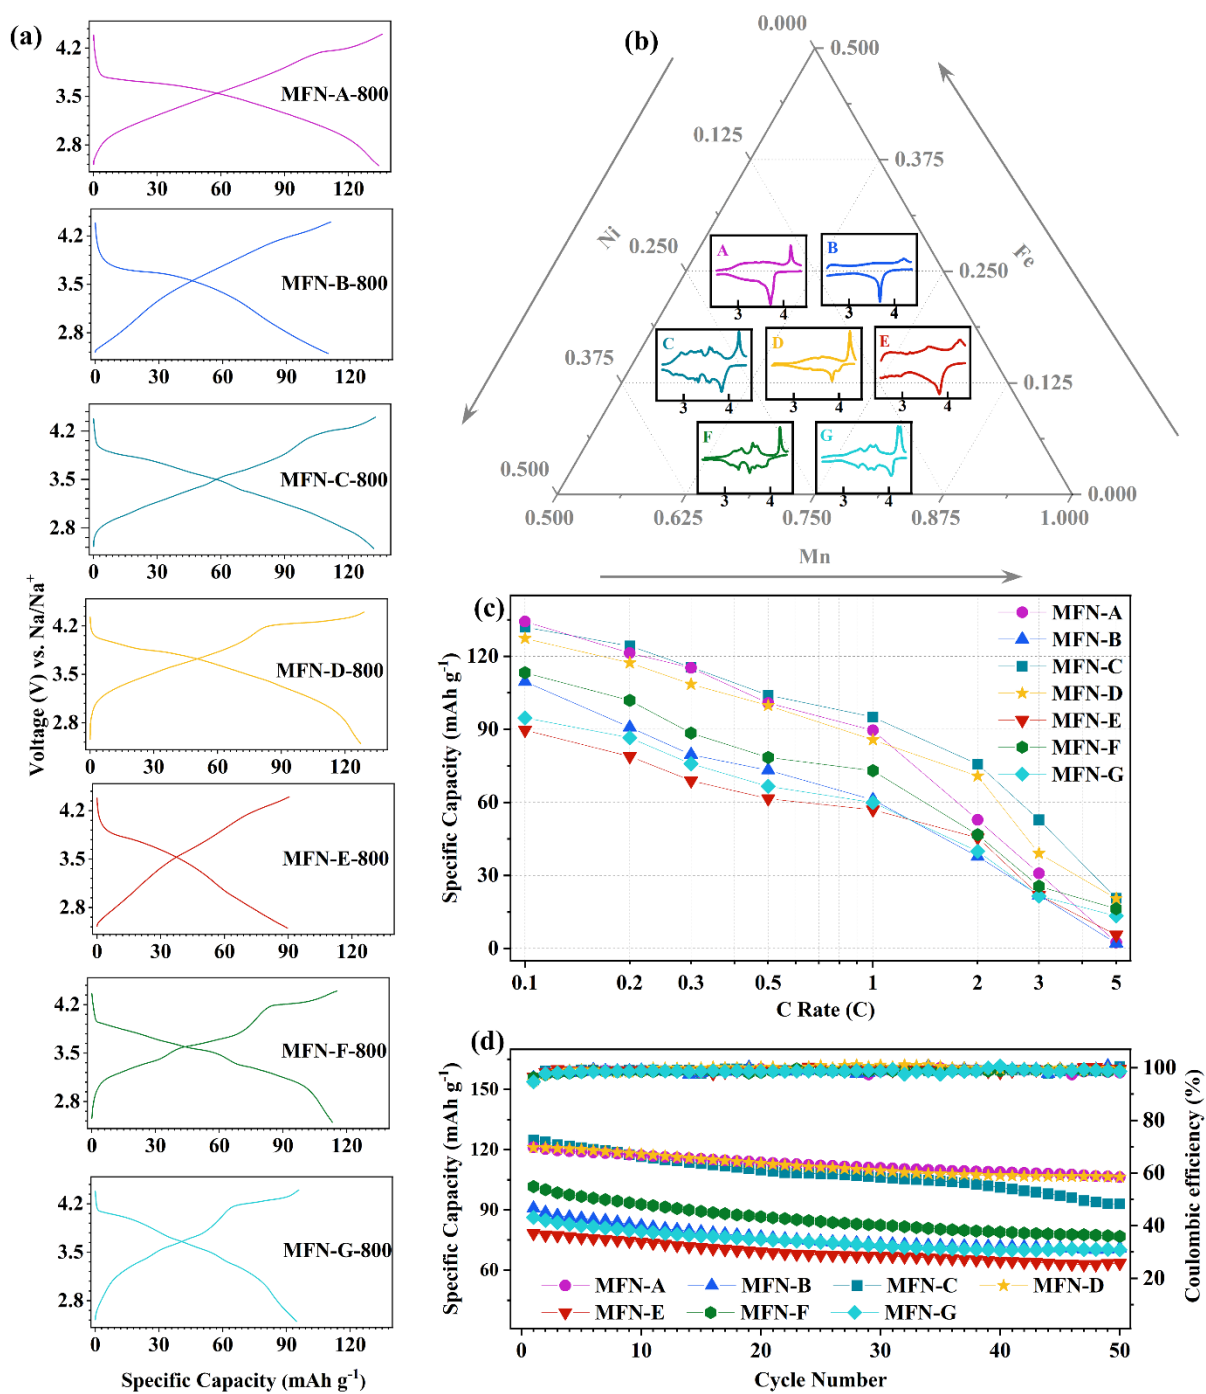 (a)
4.2
3.5
2.8
MFN-A-800
0 30 60 90 120
4.2
3.5
2.8
MFN-B-800
0 30 60 90 120
4.2
3.5
2.8
MFN-C-800
0 30 60 90 120
4.2
3.5
2.8
MFN-D-800
0 30 60 90 120
4.2
3.5
2.8
MFN-E-800
0 30 60 90 120
4.2
3.5
2.8
MFN-F-800
0 30 60 90 120
4.2
3.5
2.8
MFN-G-800
0 30 60 90 120
Voltage (V) vs. Na/Na⁺
Specific Capacity (mAh g⁻¹)
(b)
0.000
0.125
0.250
0.375
0.500
Ni
0.500
0.375
0.250
0.125
0.000
Fe
0.500 0.625 0.750 0.875 1.000
Mn
A
3 4
B
3 4
C
3 4
D
3 4
E
3 4
F
3 4
G
3 4
(c)
120
90
60
30
0
Specific Capacity (mAh g⁻¹)
MFN-A
MFN-B
MFN-C
MFN-D
MFN-E
MFN-F
MFN-G
0.1 0.2 0.3 0.5 1 2 3 5
C Rate (C)
(d)
150
120
90
60
Specific Capacity (mAh g⁻¹)
100
80
60
40
20
Coulombic efficiency (%)
MFN-A MFN-B MFN-C MFN-D
MFN-E MFN-F MFN-G
0 10 20 30 40 50
Cycle Number